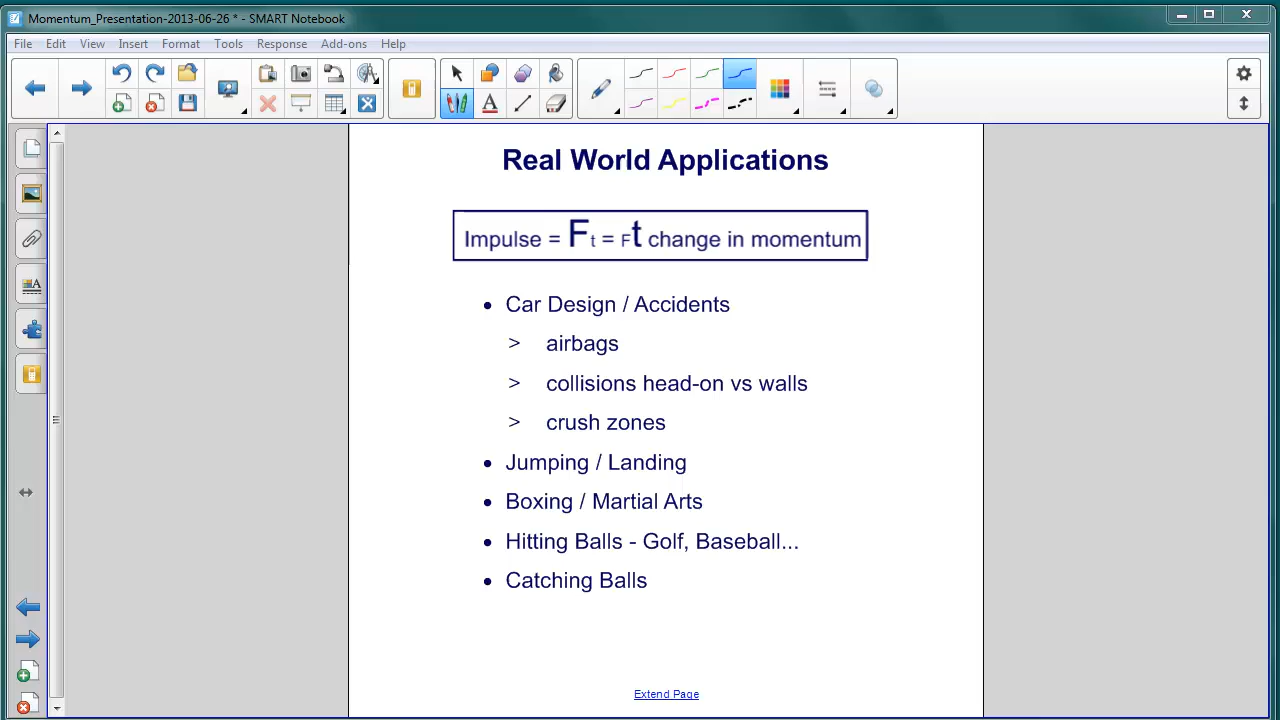 Momentum_Presentation-2013-06-26 * - SMART Notebook
File Edit View Insert Format Tools Response Add-ons Help
Real World Applications
Impulse = Ft = Ft change in momentum
• Car Design / Accidents
> airbags
> collisions head-on vs walls
> crush zones
• Jumping / Landing
• Boxing / Martial Arts
• Hitting Balls - Golf, Baseball...
• Catching Balls
Extend Page